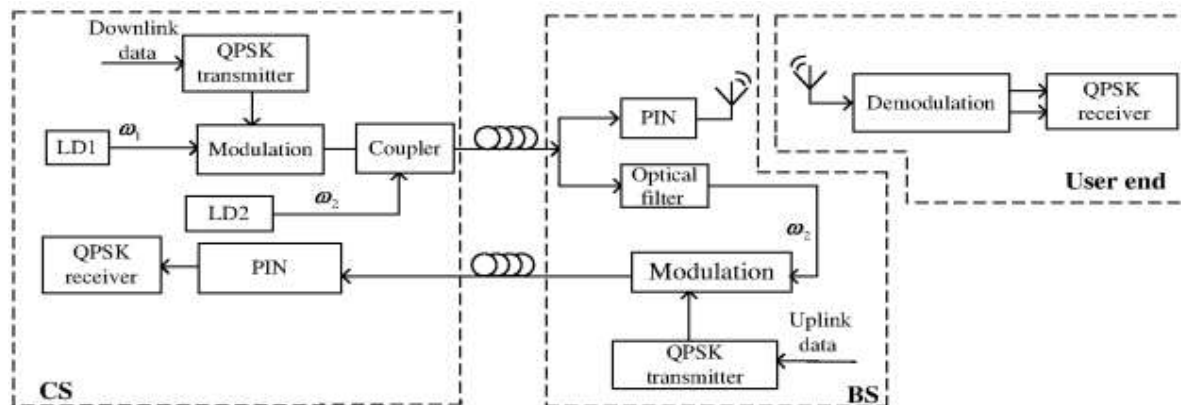 Downlink
data
QPSK
transmitter
LD1
ω₁
Modulation
Coupler
LD2
ω₂
QPSK
receiver
PIN
CS
PIN
Optical
filter
ω₂
Modulation
QPSK
transmitter
Uplink
data
BS
Demodulation
QPSK
receiver
User end